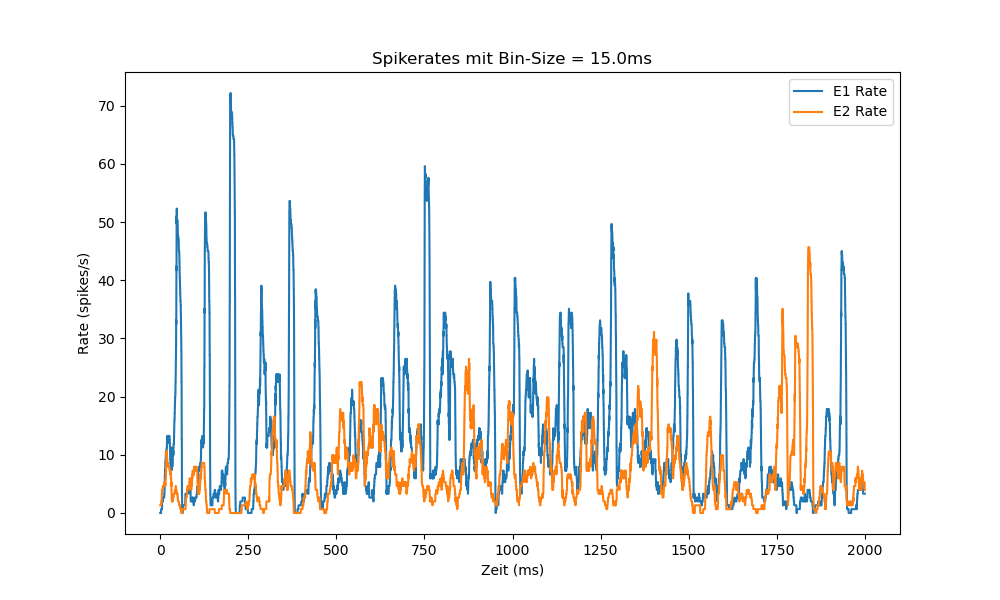 Spikerates mit Bin-Size = 15.0ms
E1 Rate
E2 Rate
70
60
50
40
30
20
10
0
Rate (spikes/s)
0 250 500 750 1000 1250 1500 1750 2000
Zeit (ms)